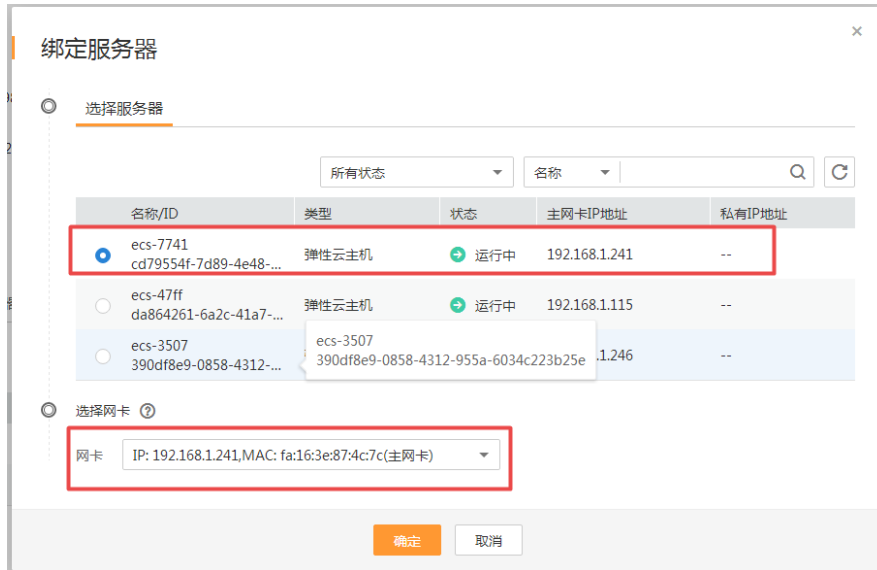 绑定服务器
选择服务器
所有状态 名称
名称/ID 类型 状态 主网卡IP地址 私有IP地址
ecs-7741
cd79554f-7d89-4e48-... 弹性云主机 运行中 192.168.1.241 --
ecs-47ff
da864261-6a2c-41a7-... 弹性云主机 运行中 192.168.1.115 --
ecs-3507
390df8e9-0858-4312-... .1.246 --
ecs-3507
390df8e9-0858-4312-955a-6034c223b25e
选择网卡 ?
网卡 IP: 192.168.1.241,MAC: fa:16:3e:87:4c:7c(主网卡)
确定 取消